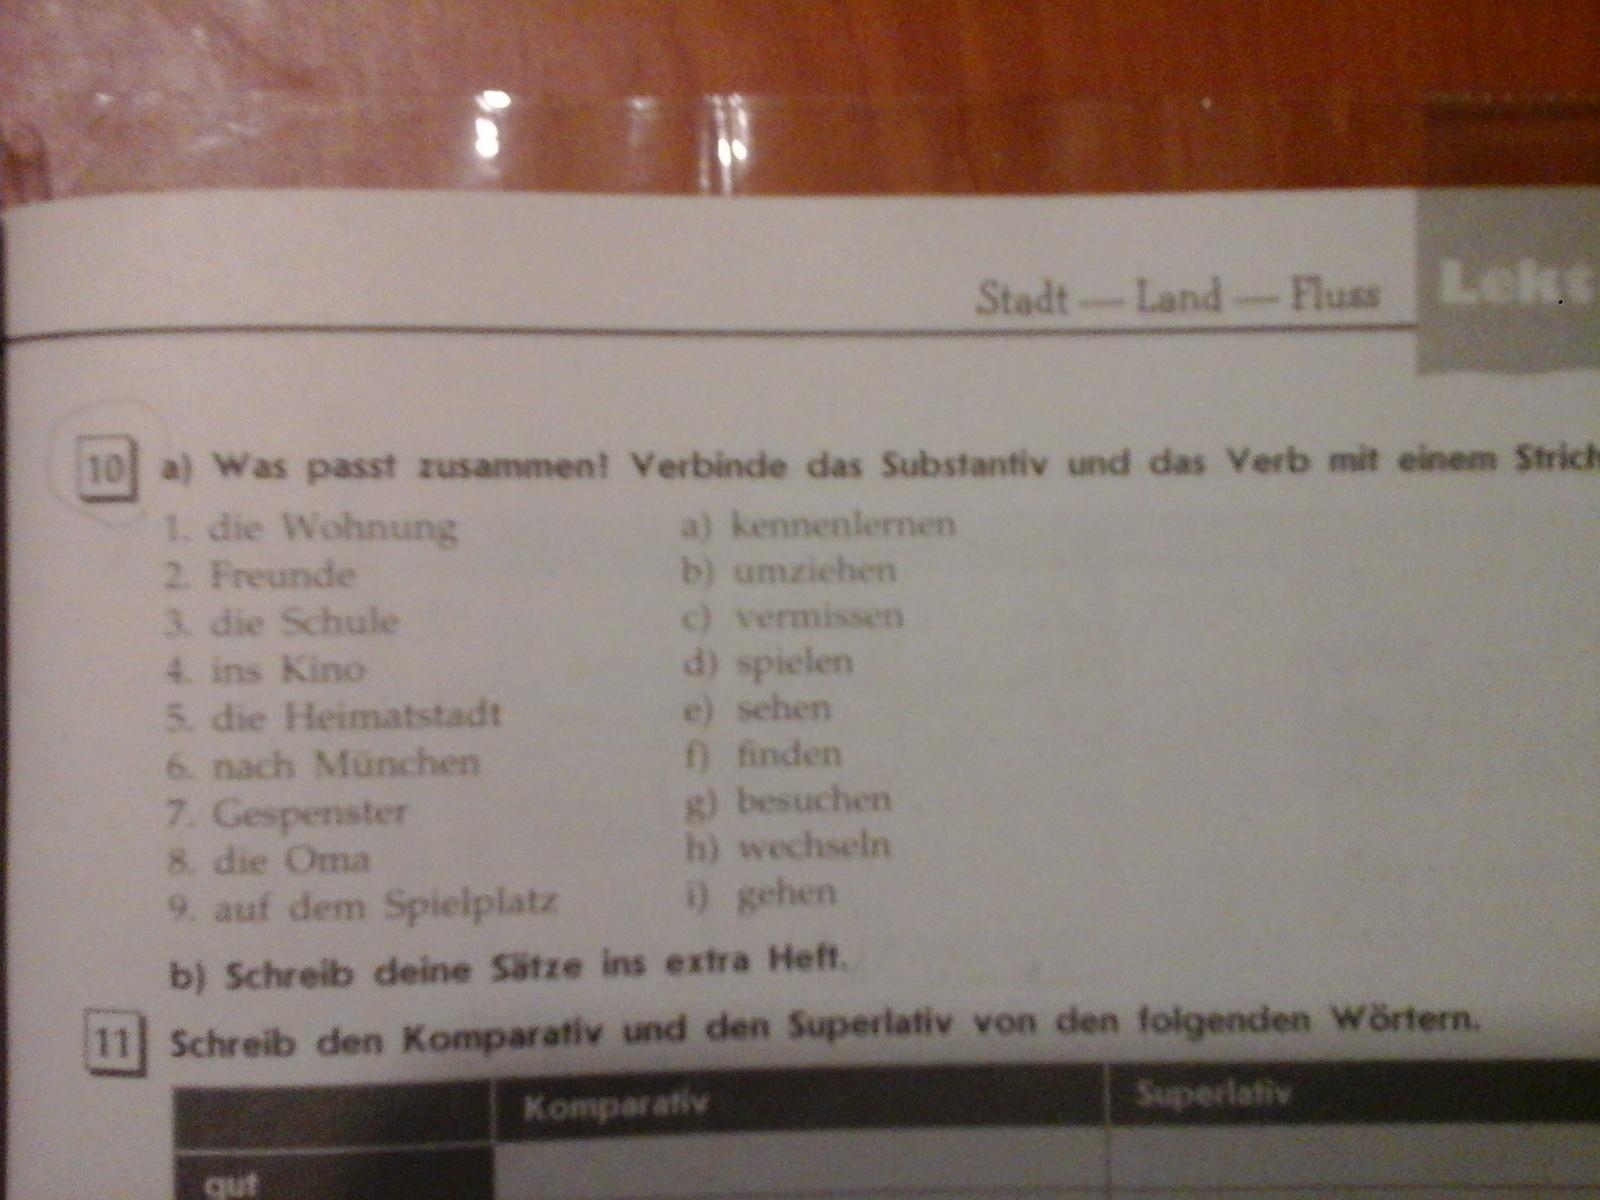 Stadt — Land — Fluss
10 a) Was passt zusammen? Verbinde das Substantiv und das Verb mit einem Strich
1. die Wohnung a) kennenlernen
2. Freunde b) umziehen
3. die Schule c) vermissen
4. ins Kino d) spielen
5. die Heimatstadt e) sehen
6. nach München f) finden
7. Gespenster g) besuchen
8. die Oma h) wechseln
9. auf dem Spielplatz i) gehen
b) Schreib deine Sätze ins extra Heft.
11 Schreib den Komparativ und den Superlativ von den folgenden Wörtern.
Komparativ Superlativ
gut